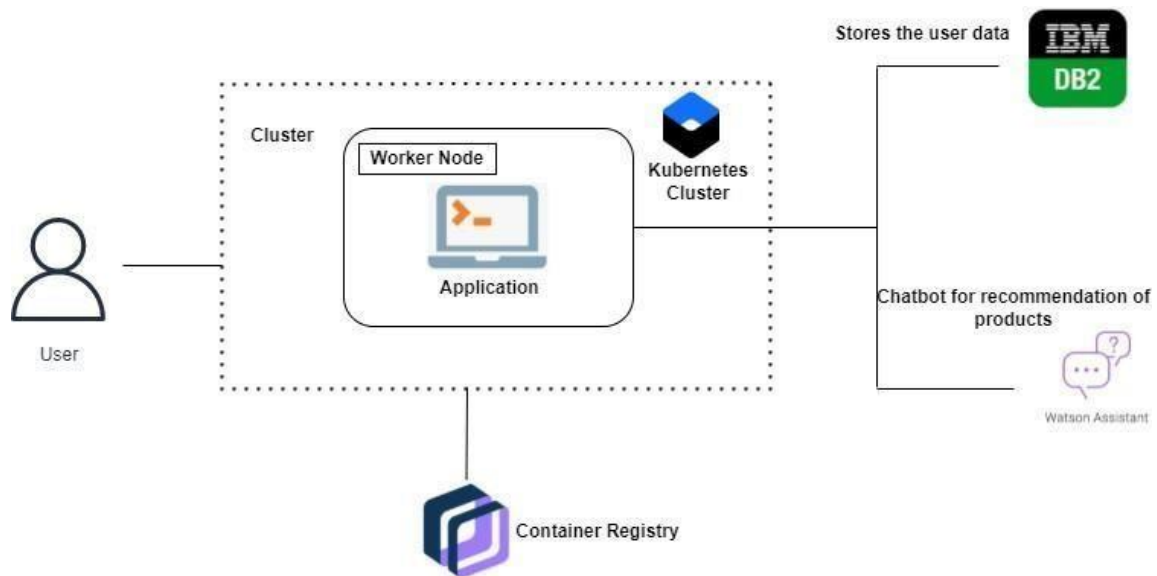 Stores the user data
IBM
DB2
Cluster
Worker Node
Kubernetes
Cluster
Application
User
Chatbot for recommendation of
products
?
Watson Assistant
Container Registry